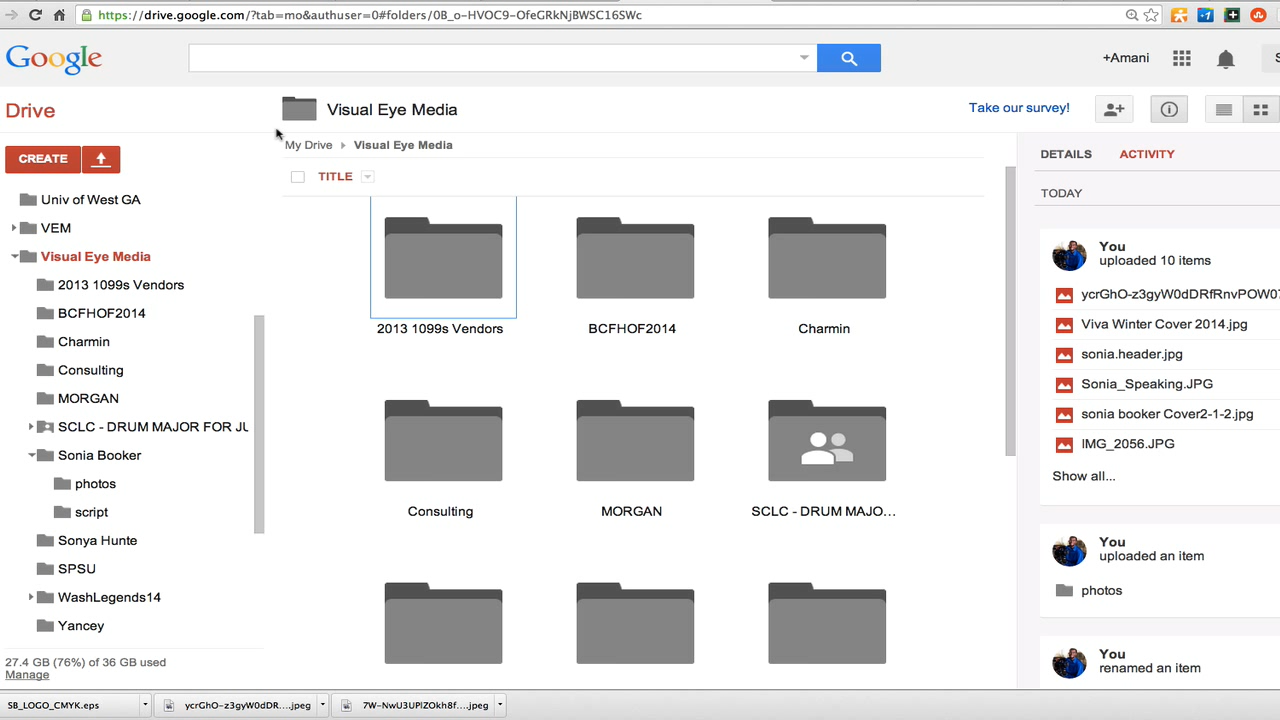 https://drive.google.com/?tab=mo&authuser=0#folders/0B_o-HVOC9-OfeGRkNjBWSC16SWc
Google
+Amani
S
Drive
Visual Eye Media
Take our survey!
My Drive
Visual Eye Media
CREATE
TITLE
DETAILS
ACTIVITY
TODAY
Univ of West GA
VEM
Visual Eye Media
2013 1099s Vendors
BCFHOF2014
Charmin
Consulting
MORGAN
SCLC - DRUM MAJOR FOR JU
Sonia Booker
photos
script
Sonya Hunte
SPSU
WashLegends14
Yancey
27.4 GB (76%) of 36 GB used
Manage
2013 1099s Vendors
BCFHOF2014
Charmin
Consulting
MORGAN
SCLC - DRUM MAJO...
You
uploaded 10 items
ycrGhO-z3gyW0dDRfRnvPOW07
Viva Winter Cover 2014.jpg
sonia.header.jpg
Sonia_Speaking.JPG
sonia booker Cover2-1-2.jpg
IMG_2056.JPG
Show all...
You
uploaded an item
photos
You
renamed an item
SB_LOGO_CMYK.eps
ycrGhO-z3gyW0dDR....jpeg
7W-NwU3UPlZOkh8f....jpeg